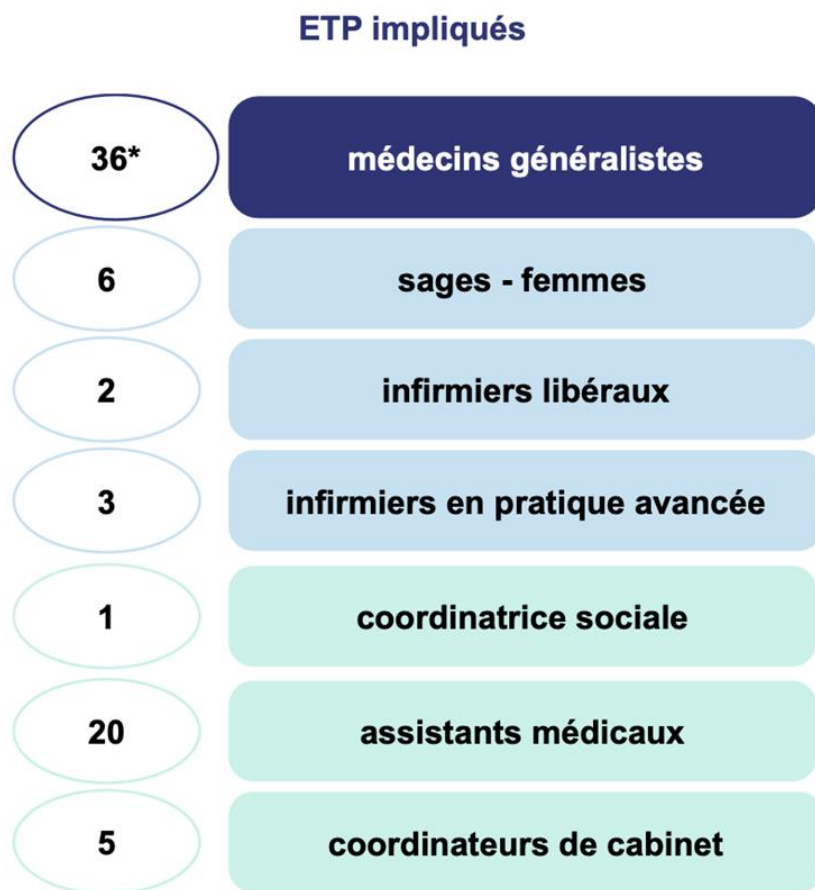 ETP impliqués
36* médecins généralistes
6 sages - femmes
2 infirmiers libéraux
3 infirmiers en pratique avancée
1 coordinatrice sociale
20 assistants médicaux
5 coordinateurs de cabinet